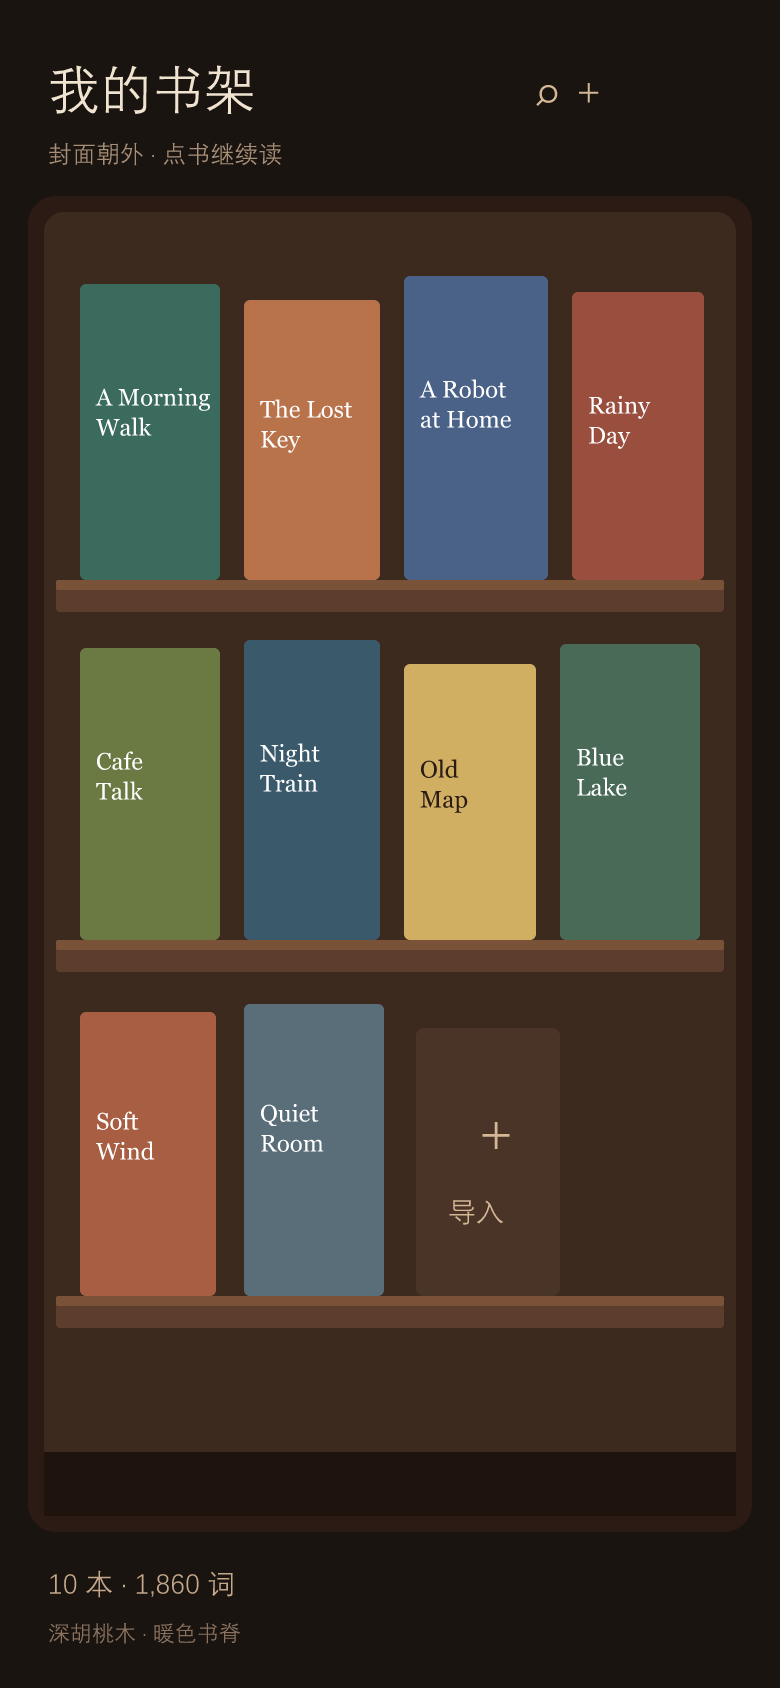 我的书架
⌕ +
封面朝外 · 点书继续读
A Morning
Walk
The Lost
Key
A Robot
at Home
Rainy
Day
Cafe
Talk
Night
Train
Old
Map
Blue
Lake
Soft
Wind
Quiet
Room
+
导入
10 本 · 1,860 词
深胡桃木 · 暖色书脊